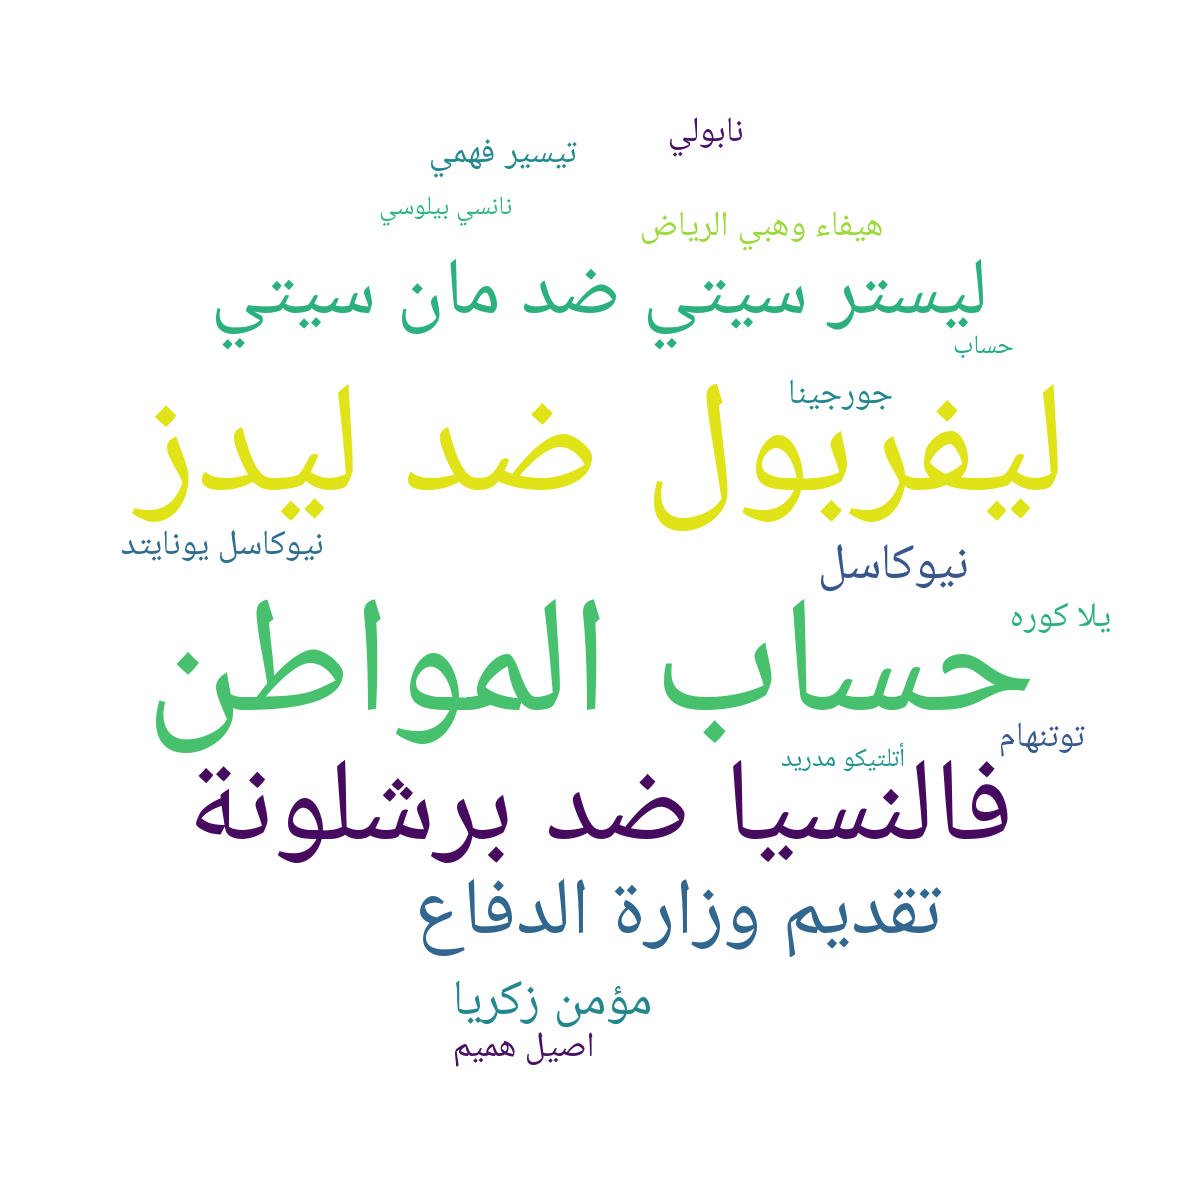 نابولي
تيسير فهمي
نانسي بيلوسي
هيفاء وهبي الرياض
ليستر سيتي ضد مان سيتي
حساب
جورجينا
ليفربول ضد ليدز
نيوكاسل يونايتد
نيوكاسل
يلا كوره
حساب المواطن
توتنهام
أتلتيكو مدريد
فالنسيا ضد برشلونة
تقديم وزارة الدفاع
مؤمن زكريا
اصيل هميم